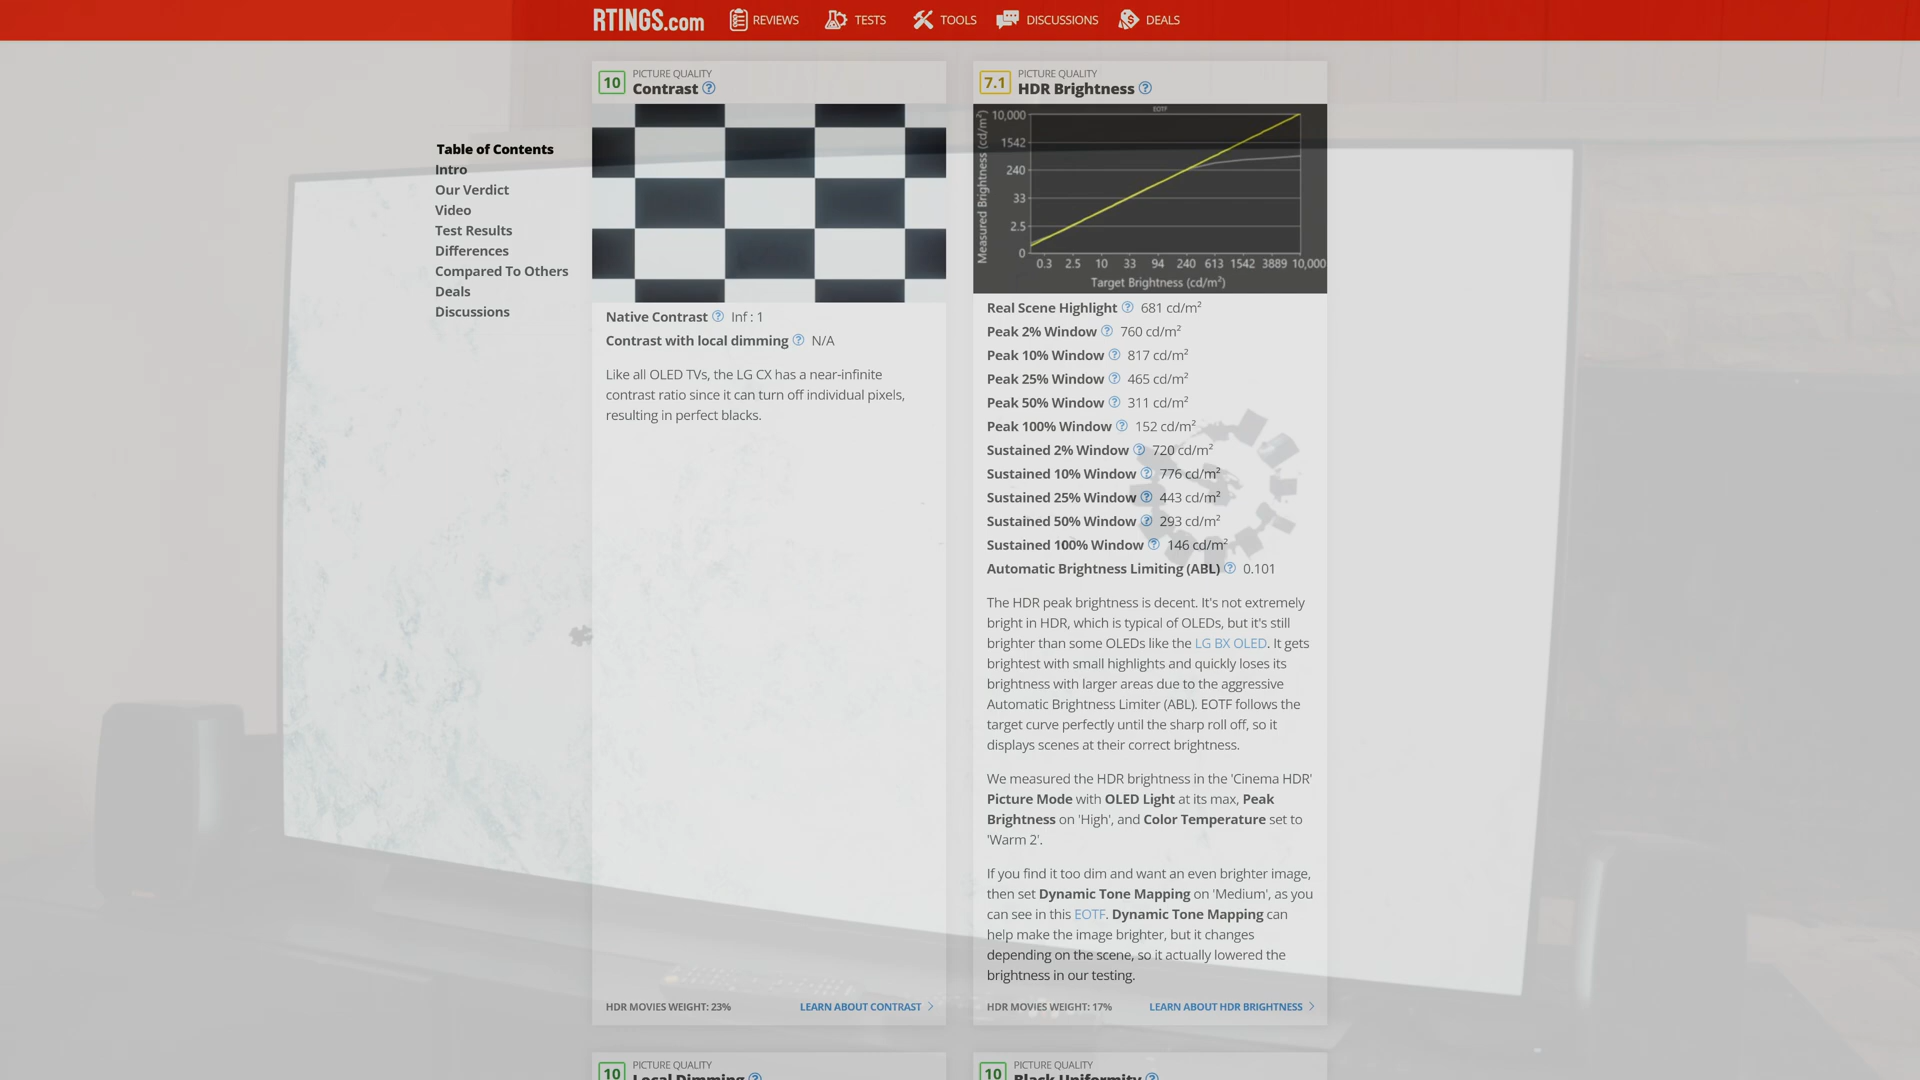 RTINGS.com REVIEWS TESTS TOOLS DISCUSSIONS DEALS
Table of Contents
Intro
Our Verdict
Video
Test Results
Differences
Compared To Others
Deals
Discussions
10 PICTURE QUALITY
Contrast ?
Native Contrast ? Inf : 1
Contrast with local dimming ? N/A
Like all OLED TVs, the LG CX has a near-infinite
contrast ratio since it can turn off individual pixels,
resulting in perfect blacks.
HDR MOVIES WEIGHT: 23% LEARN ABOUT CONTRAST
7.1 PICTURE QUALITY
HDR Brightness ?
EOTF
Measured Brightness (cd/m²)
10,000
1542
240
33
2.5
0
0.3 2.5 10 33 94 240 613 1542 3889 10,000
Target Brightness (cd/m²)
Real Scene Highlight ? 681 cd/m²
Peak 2% Window ? 760 cd/m²
Peak 10% Window ? 817 cd/m²
Peak 25% Window ? 465 cd/m²
Peak 50% Window ? 311 cd/m²
Peak 100% Window ? 152 cd/m²
Sustained 2% Window ? 720 cd/m²
Sustained 10% Window ? 776 cd/m²
Sustained 25% Window ? 443 cd/m²
Sustained 50% Window ? 293 cd/m²
Sustained 100% Window ? 146 cd/m²
Automatic Brightness Limiting (ABL) ? 0.101
The HDR peak brightness is decent. It's not extremely
bright in HDR, which is typical of OLEDs, but it's still
brighter than some OLEDs like the LG BX OLED. It gets
brightest with small highlights and quickly loses its
brightness with larger areas due to the aggressive
Automatic Brightness Limiter (ABL). EOTF follows the
target curve perfectly until the sharp roll off, so it
displays scenes at their correct brightness.
We measured the HDR brightness in the 'Cinema HDR'
Picture Mode with OLED Light at its max, Peak
Brightness on 'High', and Color Temperature set to
'Warm 2'.
If you find it too dim and want an even brighter image,
then set Dynamic Tone Mapping on 'Medium', as you
can see in this EOTF. Dynamic Tone Mapping can
help make the image brighter, but it changes
depending on the scene, so it actually lowered the
brightness in our testing.
HDR MOVIES WEIGHT: 17% LEARN ABOUT HDR BRIGHTNESS
10 PICTURE QUALITY
Local Dimming ?
10 PICTURE QUALITY
Black Uniformity ?